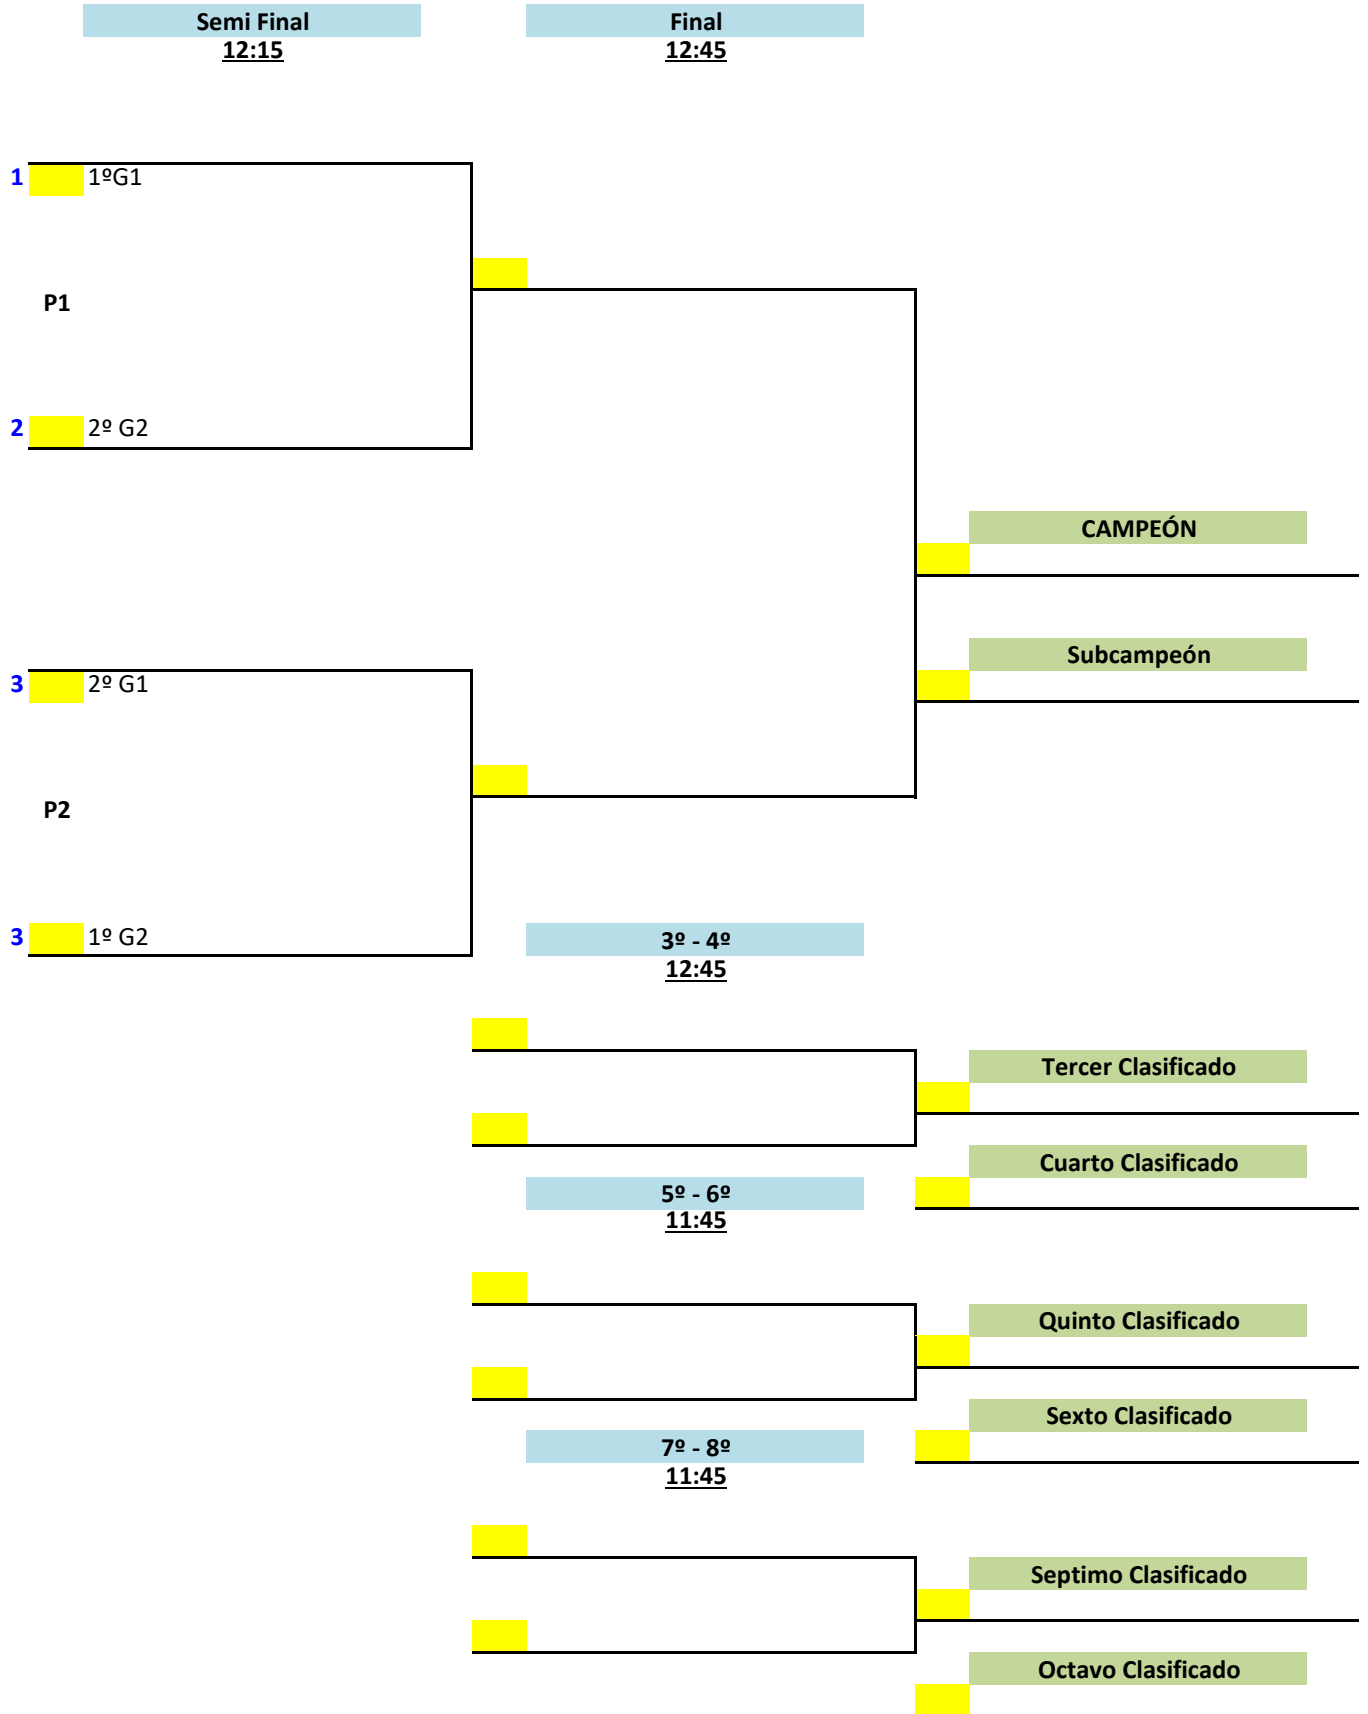 Semi Final
Final
12:15
12:45
1 1ºG1
P1
2 2º G2
CAMPEÓN
Subcampeón
3 2º G1
P2
3 1º G2
3º - 4º
12:45
Tercer Clasificado
Cuarto Clasificado
5º - 6º
11:45
Quinto Clasificado
Sexto Clasificado
7º - 8º
11:45
Septimo Clasificado
Octavo Clasificado